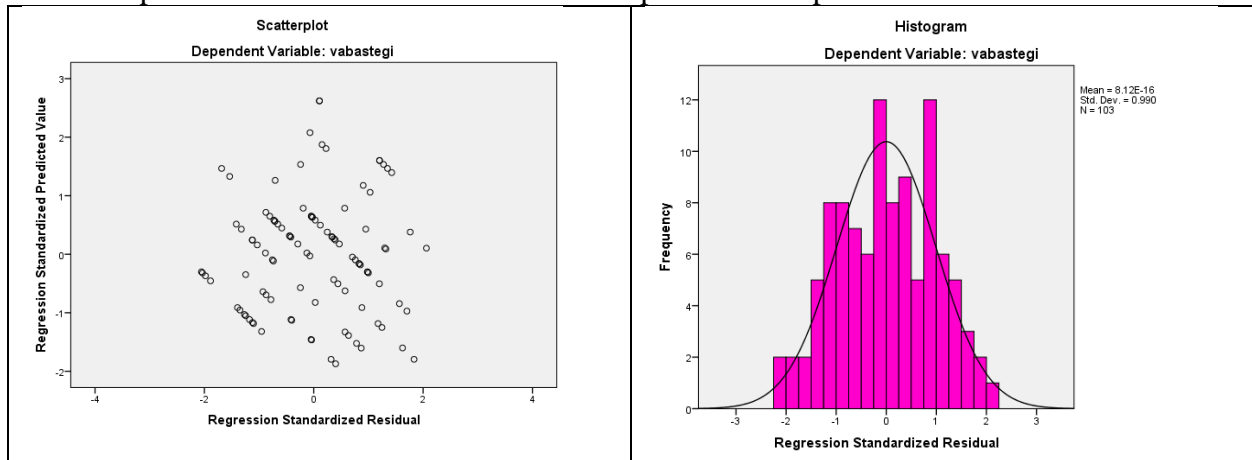 Scatterplot
Dependent Variable: vabastegi
Regression Standardized Predicted Value
3
2
1
0
-1
-2
-4
-2
0
2
4
Regression Standardized Residual
Histogram
Dependent Variable: vabastegi
Mean = 8.12E-16
Std. Dev. = 0.990
N = 103
Frequency
12
10
8
6
4
2
0
-3
-2
-1
0
1
2
3
Regression Standardized Residual